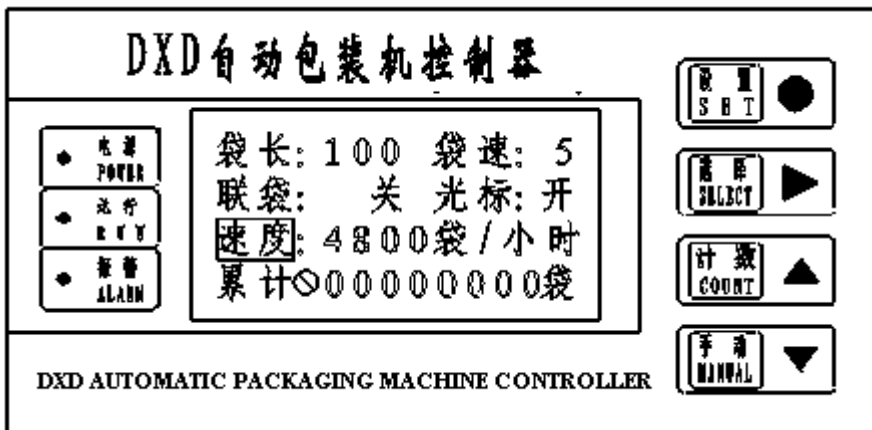 DXD自动包装机控制器
电源
POWER
运行
RUN
报警
ALARM
袋长: 100 袋速: 5
联袋: 关 光标: 开
速度: 4800袋/小时
累计⦸00000000袋
设置
SET
选择
SELECT
计数
COUNT
手动
MANUAL
DXD AUTOMATIC PACKAGING MACHINE CONTROLLER